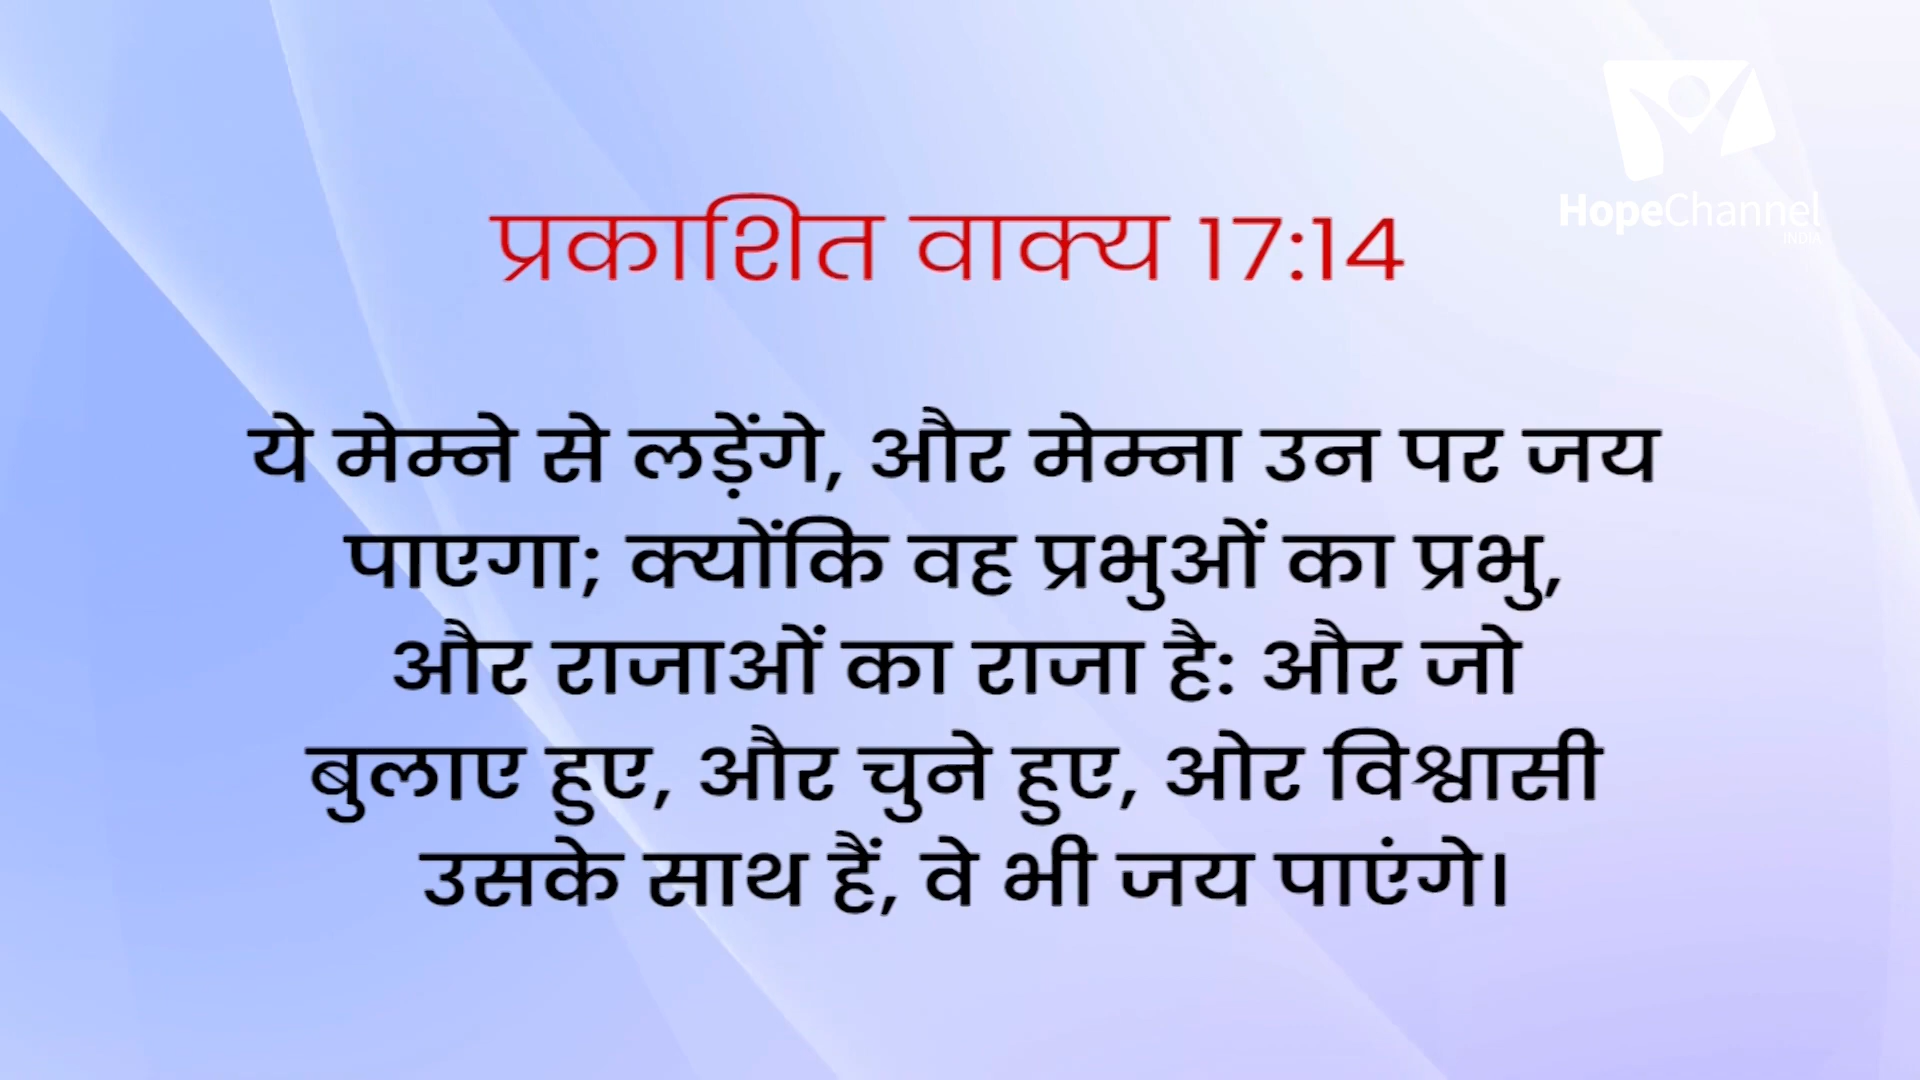 HopeChannel
INDIA
प्रकाशित वाक्य 17:14
ये मेम्ने से लड़ेंगे, और मेम्ना उन पर जय
पाएगा; क्योंकि वह प्रभुओं का प्रभु,
और राजाओं का राजा है: और जो
बुलाए हुए, और चुने हुए, ओर विश्वासी
उसके साथ हैं, वे भी जय पाएंगे।